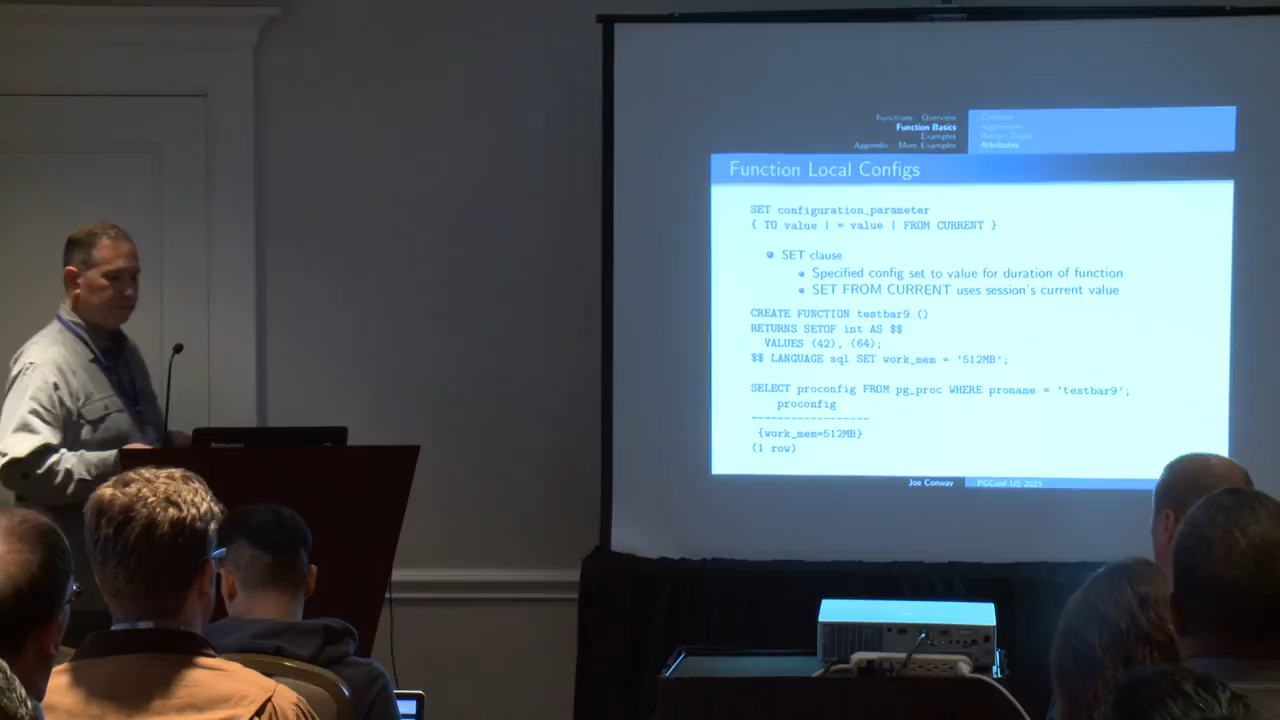 Functions Overview
Function Basics
Examples
Appendix - More Examples
Attributes
Function Local Configs
SET configuration_parameter
{ TO value | = value | FROM CURRENT }
SET clause
Specified config set to value for duration of function
SET FROM CURRENT uses session's current value
CREATE FUNCTION testbar9 ()
RETURNS SETOF int AS $$
VALUES (42), (64);
$$ LANGUAGE sql SET work_mem = '512MB';
SELECT proconfig FROM pg_proc WHERE proname = 'testbar9';
proconfig
------------------
{work_mem=512MB}
(1 row)
Joe Conway
PGConf US 2015